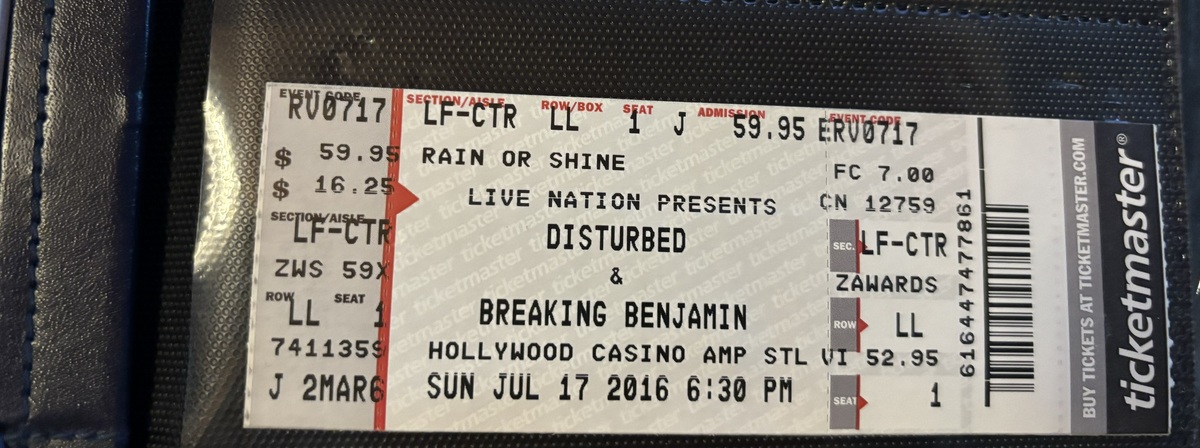 EVENT CODE
RV0717
$ 59.95
$ 16.25
SECTION/AISLE
LF-CTR
ZWS 59X
ROW SEAT
LL 1
7411359
J 2MAR6
SECTION/AISLE ROW/BOX SEAT ADMISSION
LF-CTR LL 1 J 59.95
RAIN OR SHINE
LIVE NATION PRESENTS
DISTURBED
&
BREAKING BENJAMIN
HOLLYWOOD CASINO AMP STL
SUN JUL 17 2016 6:30 PM
EVENT CODE
ERV0717
FC 7.00
CN 12759
SEC. LF-CTR
ZAWARDS
ROW LL
VI 52.95
SEAT 1
616447477861
BUY TICKETS AT TICKETMASTER.COM
ticketmaster®